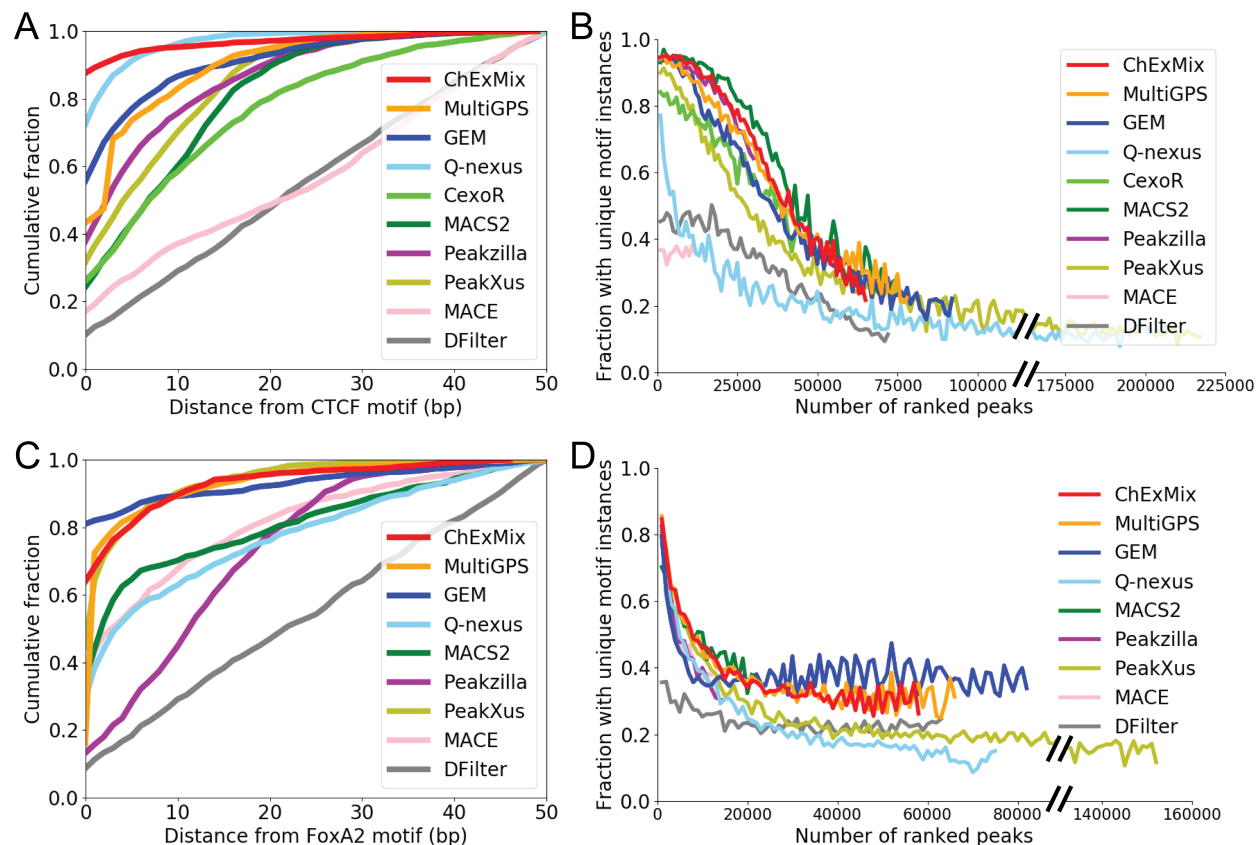 A
Cumulative fraction
1.0
0.8
0.6
0.4
0.2
0.0
0
10
20
30
40
50
Distance from CTCF motif (bp)
ChExMix
MultiGPS
GEM
Q-nexus
CexoR
MACS2
Peakzilla
PeakXus
MACE
DFilter
B
Fraction with unique motif instances
1.0
0.8
0.6
0.4
0.2
0.0
0
25000
50000
75000
100000
175000
200000
225000
Number of ranked peaks
ChExMix
MultiGPS
GEM
Q-nexus
CexoR
MACS2
Peakzilla
PeakXus
MACE
DFilter
C
Cumulative fraction
1.0
0.8
0.6
0.4
0.2
0.0
0
10
20
30
40
50
Distance from FoxA2 motif (bp)
ChExMix
MultiGPS
GEM
Q-nexus
MACS2
Peakzilla
PeakXus
MACE
DFilter
D
Fraction with unique motif instances
1.0
0.8
0.6
0.4
0.2
0.0
0
20000
40000
60000
80000
140000
160000
Number of ranked peaks
ChExMix
MultiGPS
GEM
Q-nexus
MACS2
Peakzilla
PeakXus
MACE
DFilter